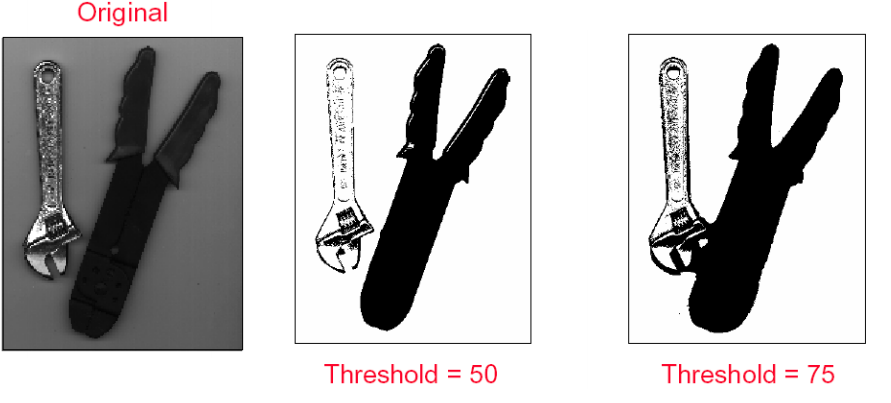 Original
Threshold = 50
Threshold = 75